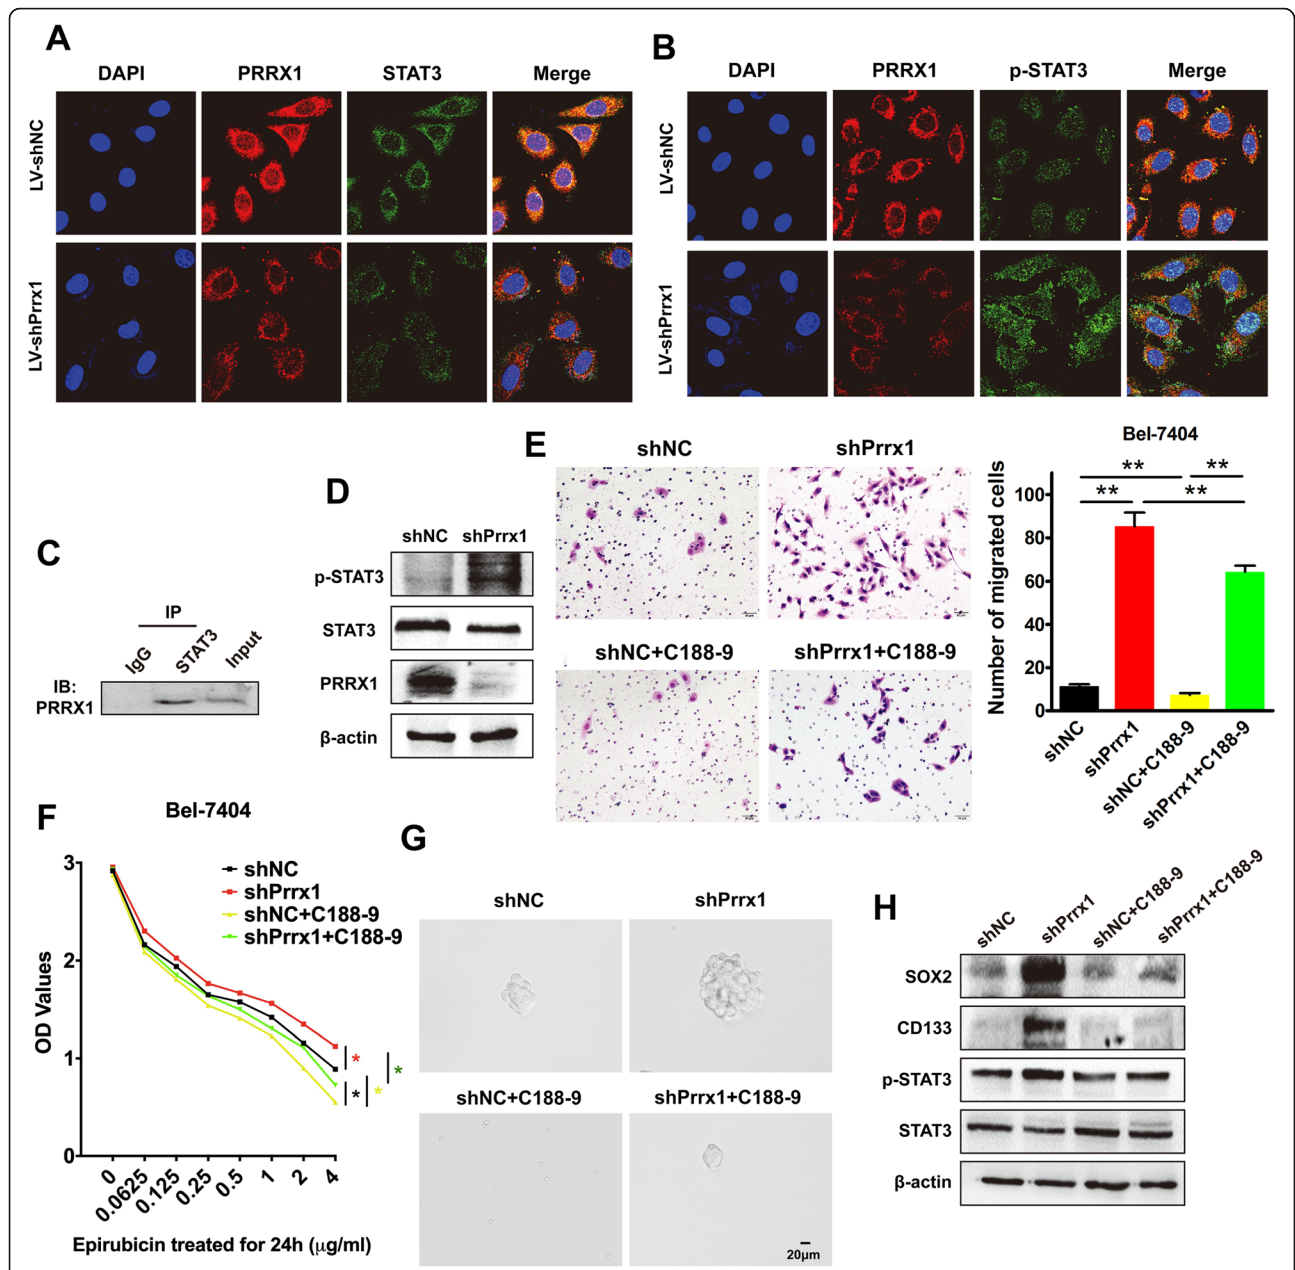 A
DAPI PRRX1 STAT3 Merge
LV-shNC
LV-shPrrx1
B
DAPI PRRX1 p-STAT3 Merge
LV-shNC
LV-shPrrx1
C
IP
IgG STAT3 Input
IB:
PRRX1
D
shNC shPrrx1
p-STAT3
STAT3
PRRX1
β-actin
E
shNC shPrrx1
shNC+C188-9 shPrrx1+C188-9
Bel-7404
Number of migrated cells
** **
** **
100
80
60
40
20
0
shNC
shPrrx1
shNC+C188-9
shPrrx1+C188-9
F
Bel-7404
shNC
shPrrx1
shNC+C188-9
shPrrx1+C188-9
OD Values
3
2
1
0
* * * *
0 0.0625 0.125 0.25 0.5 1 2 4
Epirubicin treated for 24h (μg/ml)
G
shNC shPrrx1
shNC+C188-9 shPrrx1+C188-9
20μm
H
shNC shPrrx1 shNC+C188-9 shPrrx1+C188-9
SOX2
CD133
p-STAT3
STAT3
β-actin